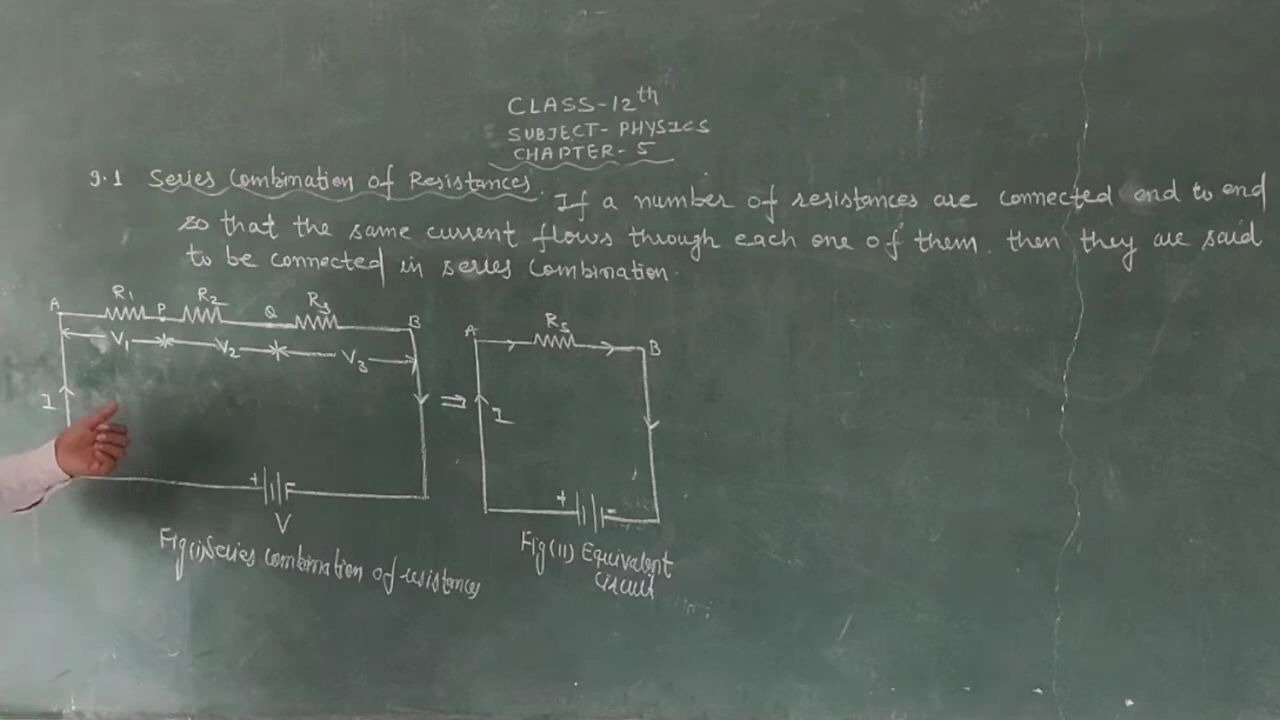 CLASS-12th
SUBJECT- PHYSICS
CHAPTER- 5
9.1 Series Combination of Resistances. If a number of resistances are connected end to end
so that the same current flows through each one of them. then they are said
to be connected in series combination.
A R1 P R2 Q R3 B
V1 V2 V3
I
+
V
Fig(i) Series combination of resistances
⇒
A Rs B
I
+ -
Fig(11) Equivalent
circuit